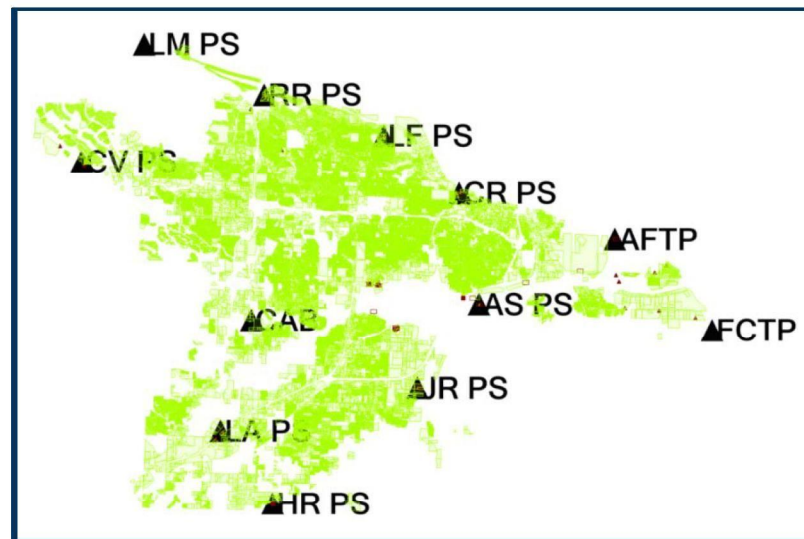 LM PS
RR PS
LF PS
CV PS
CR PS
AFTP
AS PS
CAB
FCTP
JR PS
LA PS
HR PS